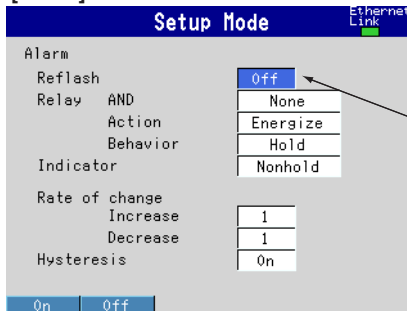 Setup Mode
Ethernet
Link
Alarm
Reflash Off
Relay AND None
Action Energize
Behavior Hold
Indicator Nonhold
Rate of change
Increase 1
Decrease 1
Hysteresis On
On Off